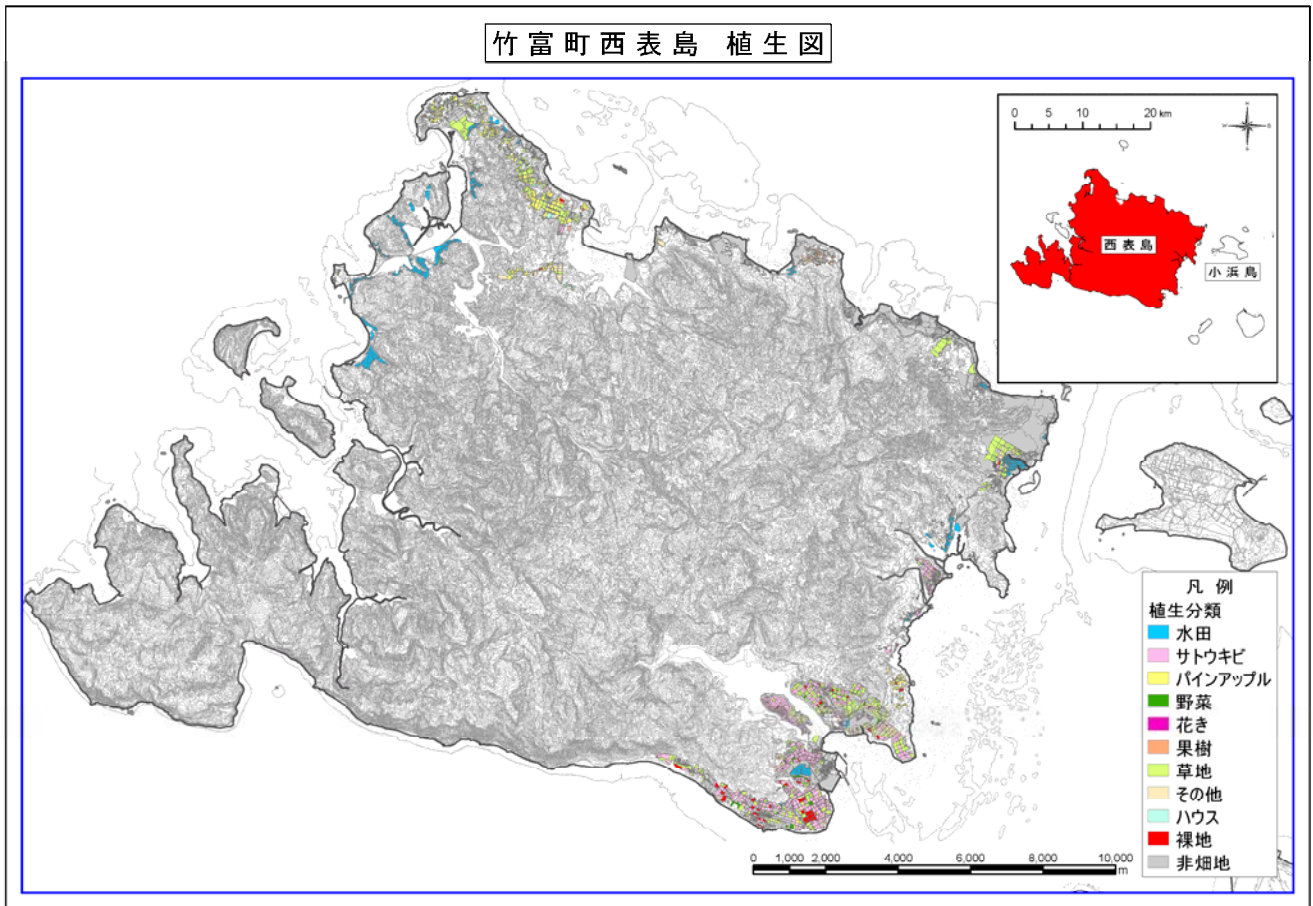 竹富町西表島 植生図
0 5 10 20 km
N
W E
S
西表島
小浜島
凡 例
植生分類
水田
サトウキビ
パインアップル
野菜
花き
果樹
草地
その他
ハウス
裸地
非畑地
0 1,000 2,000 4,000 6,000 8,000 10,000
m